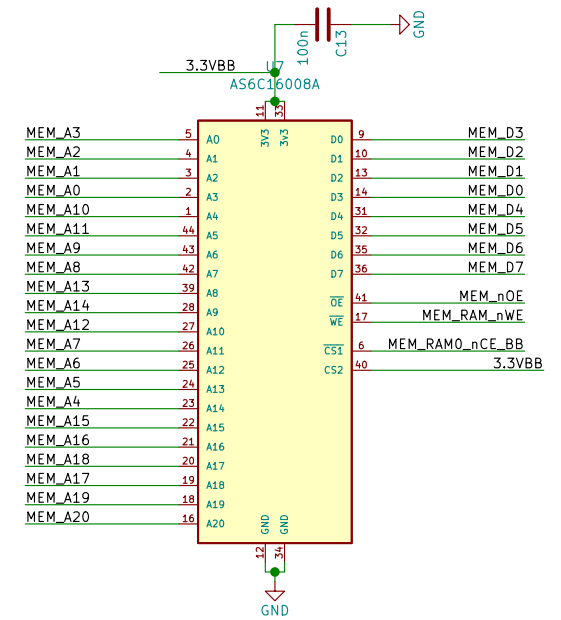 100n
C13
GND
3.3VBB
U7
AS6C16008A
11
33
3V3
3V3
MEM_A3 5 A0 D0 9 MEM_D3
MEM_A2 4 A1 D1 10 MEM_D2
MEM_A1 3 A2 D2 13 MEM_D1
MEM_A0 2 A3 D3 14 MEM_D0
MEM_A10 1 A4 D4 31 MEM_D4
MEM_A11 44 A5 D5 32 MEM_D5
MEM_A9 43 A6 D6 35 MEM_D6
MEM_A8 42 A7 D7 36 MEM_D7
MEM_A13 39 A8 OE 41 MEM_nOE
MEM_A14 28 A9 WE 17 MEM_RAM_nWE
MEM_A12 27 A10
MEM_A7 26 A11 CS1 6 MEM_RAM0_nCE_BB
MEM_A6 25 A12 CS2 40 3.3VBB
MEM_A5 24 A13
MEM_A4 23 A14
MEM_A15 22 A15
MEM_A16 21 A16
MEM_A18 20 A17
MEM_A17 19 A18
MEM_A19 18 A19
MEM_A20 16 A20
GND
GND
12
34
GND